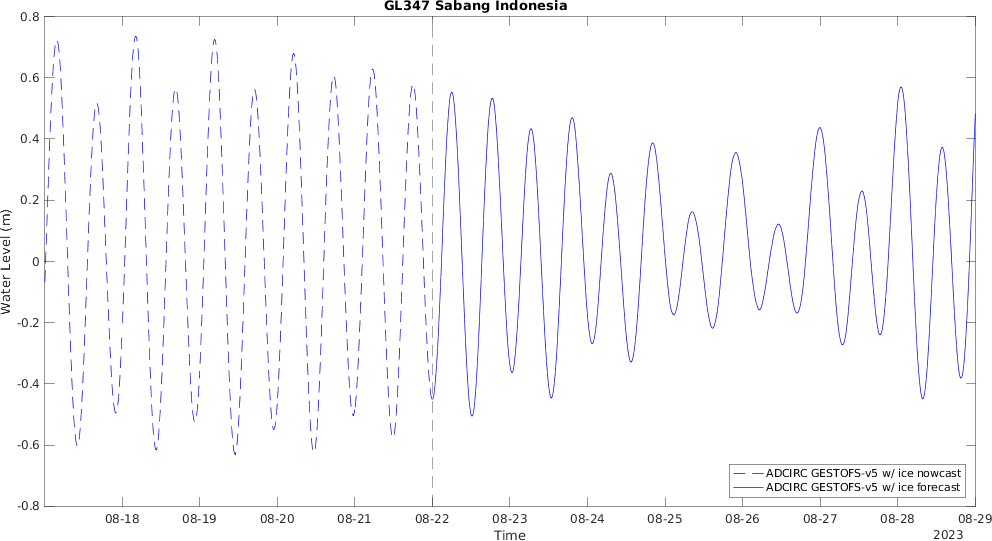 GL347 Sabang Indonesia
0.8
0.6
0.4
0.2
0
-0.2
-0.4
-0.6
-0.8
Water Level (m)
ADCIRC GESTOFS-v5 w/ ice nowcast
ADCIRC GESTOFS-v5 w/ ice forecast
08-18 08-19 08-20 08-21 08-22 08-23 08-24 08-25 08-26 08-27 08-28 08-29
Time
2023